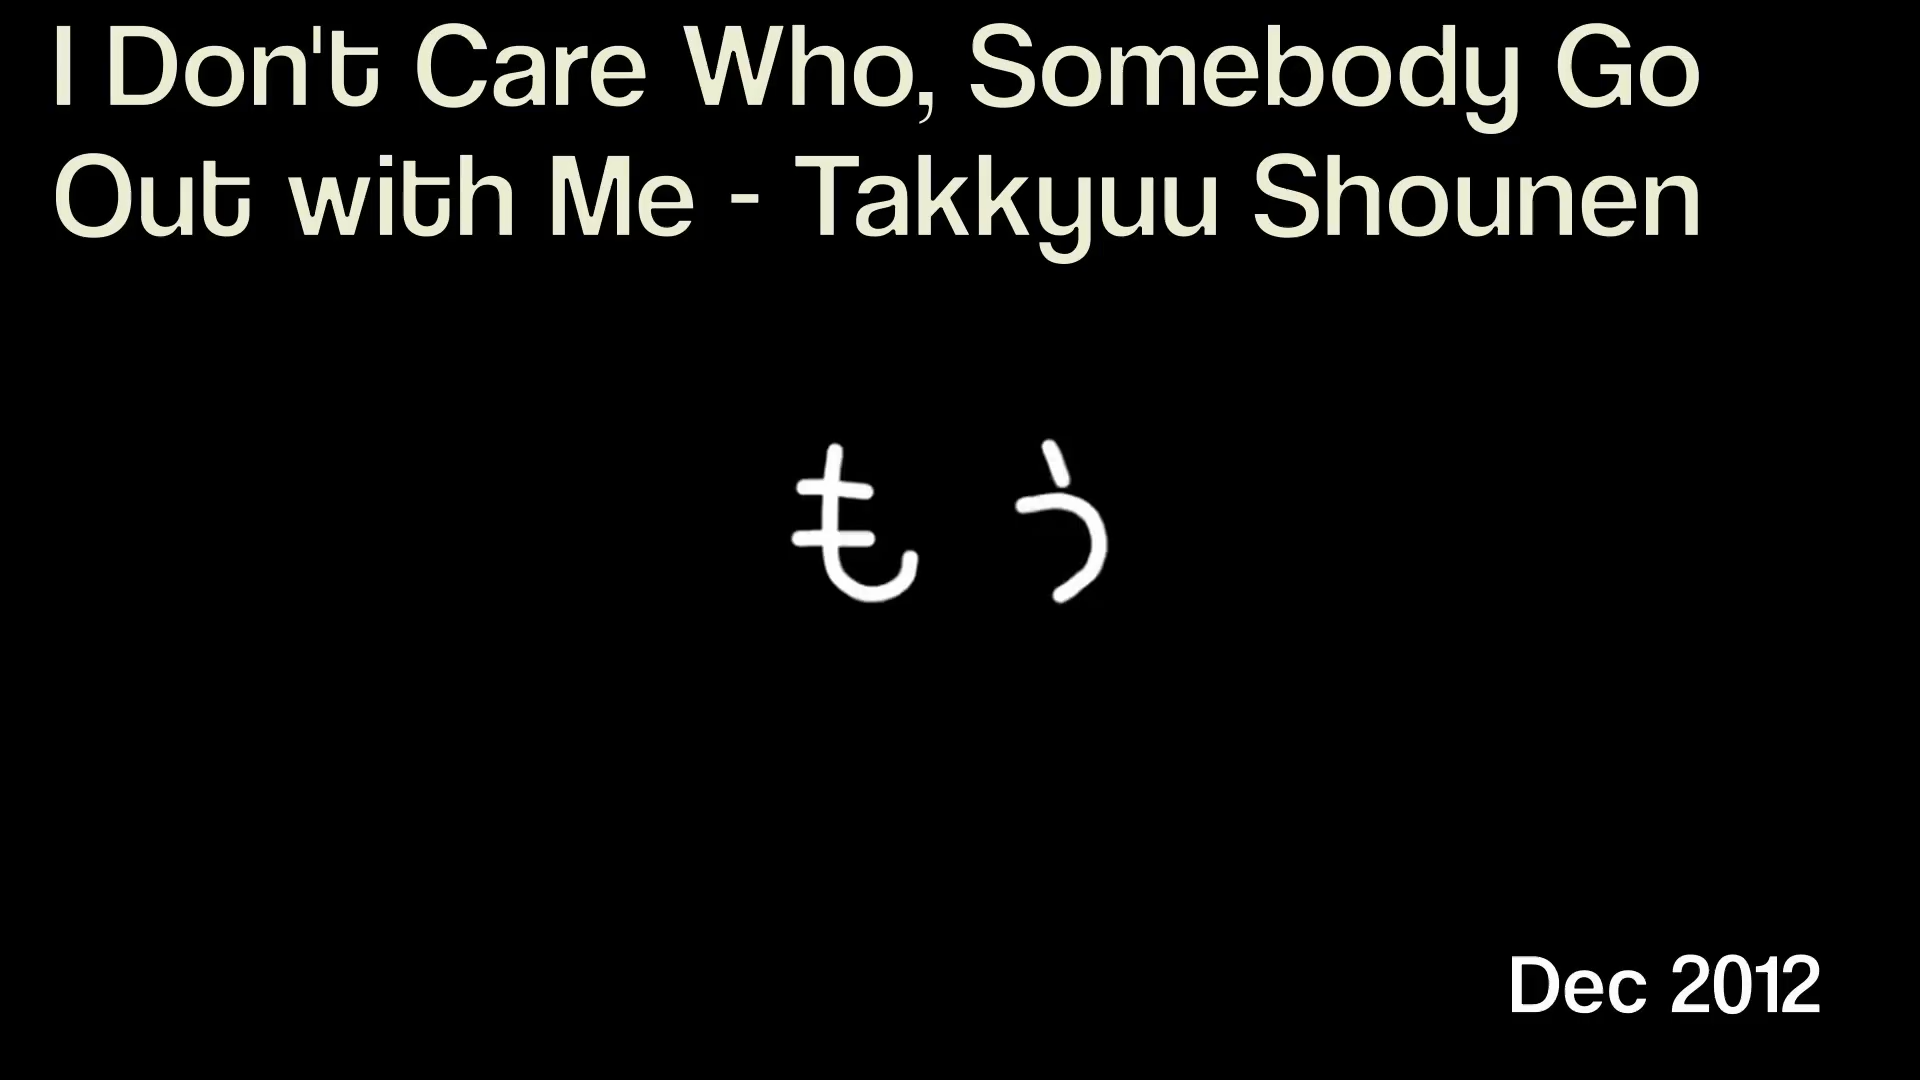 I Don't Care Who, Somebody Go
Out with Me - Takkyuu Shounen
もう
Dec 2012